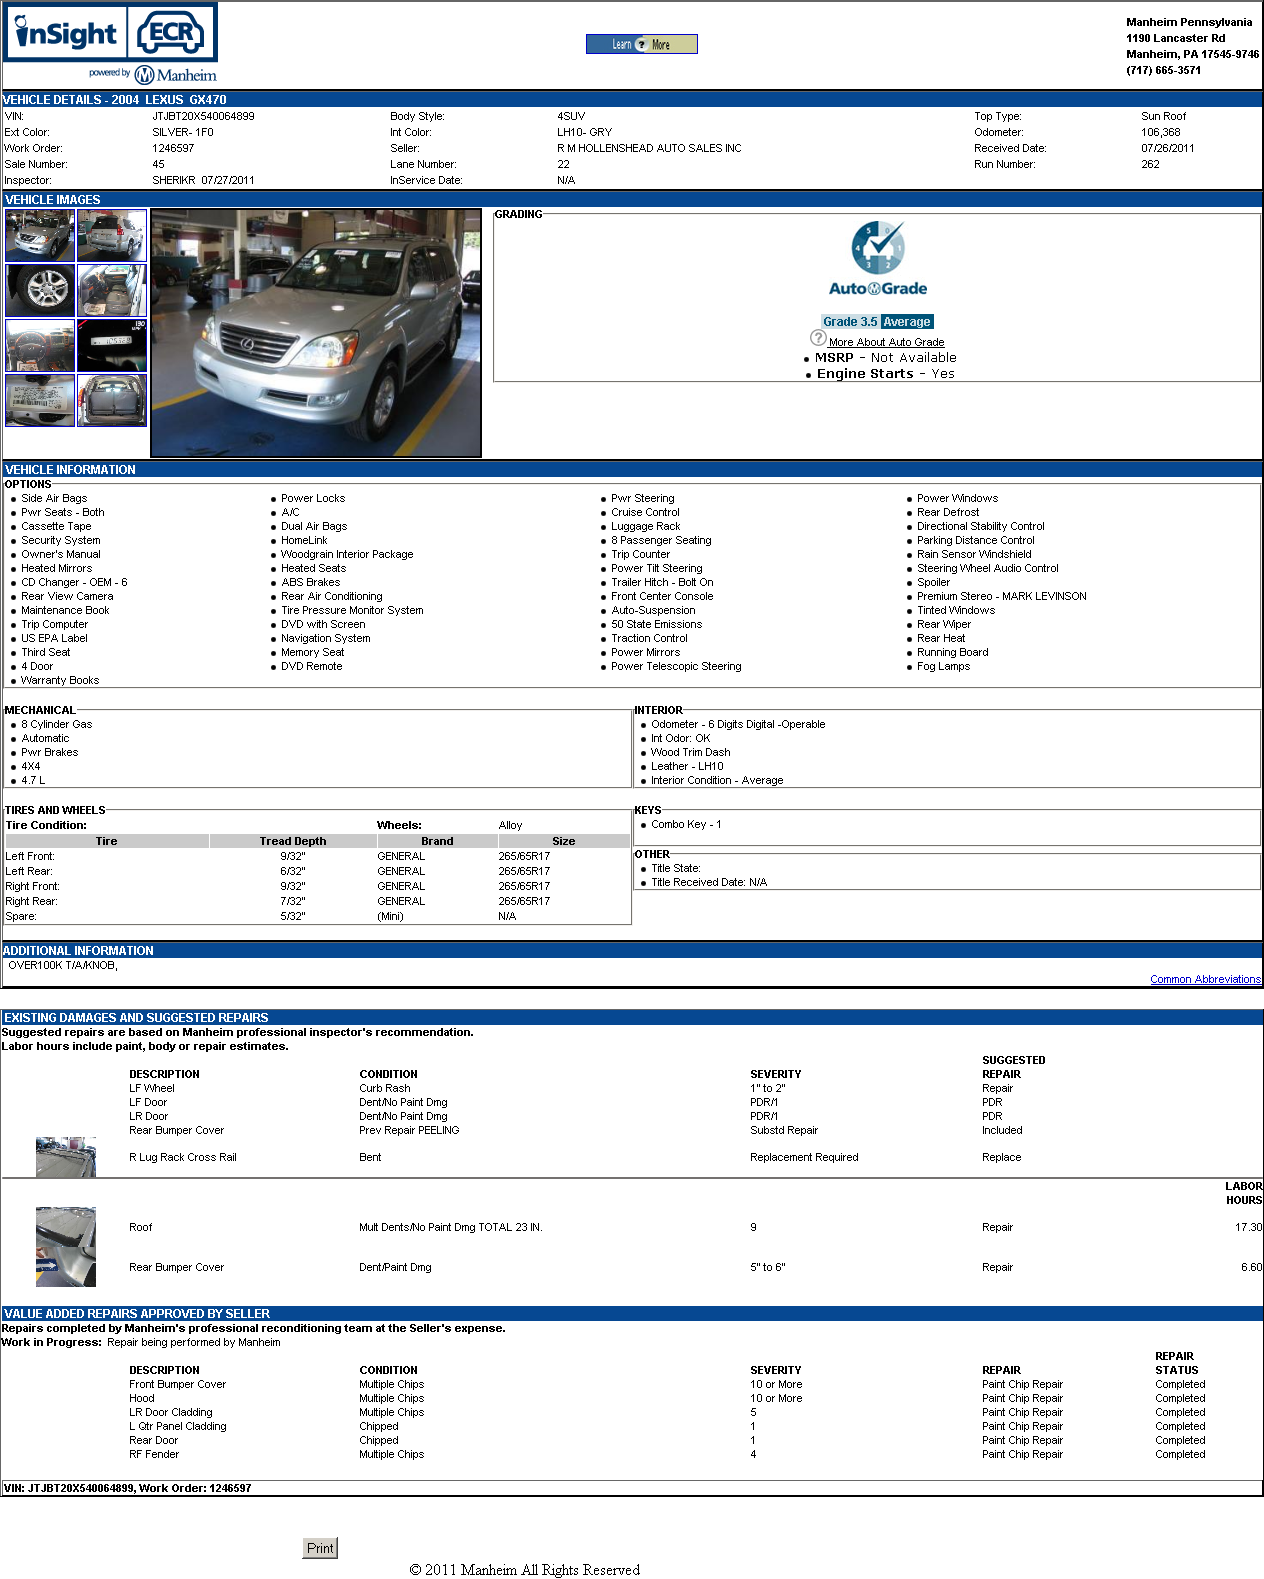 inSight ECR
powered by Manheim
Learn ? More
Manheim Pennsylvania
1190 Lancaster Rd
Manheim, PA 17545-9746
(717) 665-3571
VEHICLE DETAILS - 2004 LEXUS GX470
VIN: JTJBT20X540064899 Body Style: 4SUV Top Type: Sun Roof
Ext Color: SILVER- 1F0 Int Color: LH10- GRY Odometer: 106,368
Work Order: 1246597 Seller: R M HOLLENSHEAD AUTO SALES INC Received Date: 07/26/2011
Sale Number: 45 Lane Number: 22 Run Number: 262
Inspector: SHERIKR 07/27/2011 InService Date: N/A
VEHICLE IMAGES
GRADING
5 0 4 1 3 2
AutoGrade
Grade 3.5 Average
? More About Auto Grade
MSRP - Not Available
Engine Starts - Yes
VEHICLE INFORMATION
OPTIONS
Side Air Bags Power Locks Pwr Steering Power Windows
Pwr Seats - Both A/C Cruise Control Rear Defrost
Cassette Tape Dual Air Bags Luggage Rack Directional Stability Control
Security System HomeLink 8 Passenger Seating Parking Distance Control
Owner's Manual Woodgrain Interior Package Trip Counter Rain Sensor Windshield
Heated Mirrors Heated Seats Power Tilt Steering Steering Wheel Audio Control
CD Changer - OEM - 6 ABS Brakes Trailer Hitch - Bolt On Spoiler
Rear View Camera Rear Air Conditioning Front Center Console Premium Stereo - MARK LEVINSON
Maintenance Book Tire Pressure Monitor System Auto-Suspension Tinted Windows
Trip Computer DVD with Screen 50 State Emissions Rear Wiper
US EPA Label Navigation System Traction Control Rear Heat
Third Seat Memory Seat Power Mirrors Running Board
4 Door DVD Remote Power Telescopic Steering Fog Lamps
Warranty Books
MECHANICAL
8 Cylinder Gas
Automatic
Pwr Brakes
4X4
4.7 L
INTERIOR
Odometer - 6 Digits Digital -Operable
Int Odor: OK
Wood Trim Dash
Leather - LH10
Interior Condition - Average
TIRES AND WHEELS
Tire Condition: Wheels: Alloy
Tire Tread Depth Brand Size
Left Front: 9/32" GENERAL 265/65R17
Left Rear: 6/32" GENERAL 265/65R17
Right Front: 9/32" GENERAL 265/65R17
Right Rear: 7/32" GENERAL 265/65R17
Spare: 5/32" (Mini) N/A
KEYS
Combo Key - 1
OTHER
Title State:
Title Received Date: N/A
ADDITIONAL INFORMATION
OVER100K T/A/KNOB,
Common Abbreviations
EXISTING DAMAGES AND SUGGESTED REPAIRS
Suggested repairs are based on Manheim professional inspector's recommendation.
Labor hours include paint, body or repair estimates.
DESCRIPTION CONDITION SEVERITY SUGGESTED REPAIR
LF Wheel Curb Rash 1" to 2" Repair
LF Door Dent/No Paint Dmg PDR/1 PDR
LR Door Dent/No Paint Dmg PDR/1 PDR
Rear Bumper Cover Prev Repair PEELING Substd Repair Included
R Lug Rack Cross Rail Bent Replacement Required Replace
LABOR HOURS
Roof Mult Dents/No Paint Dmg TOTAL 23 IN. 9 Repair 17.30
Rear Bumper Cover Dent/Paint Dmg 5" to 6" Repair 6.60
VALUE ADDED REPAIRS APPROVED BY SELLER
Repairs completed by Manheim's professional reconditioning team at the Seller's expense.
Work in Progress: Repair being performed by Manheim
DESCRIPTION CONDITION SEVERITY REPAIR REPAIR STATUS
Front Bumper Cover Multiple Chips 10 or More Paint Chip Repair Completed
Hood Multiple Chips 10 or More Paint Chip Repair Completed
LR Door Cladding Multiple Chips 5 Paint Chip Repair Completed
L Qtr Panel Cladding Chipped 1 Paint Chip Repair Completed
Rear Door Chipped 1 Paint Chip Repair Completed
RF Fender Multiple Chips 4 Paint Chip Repair Completed
VIN: JTJBT20X540064899, Work Order: 1246597
Print
© 2011 Manheim All Rights Reserved